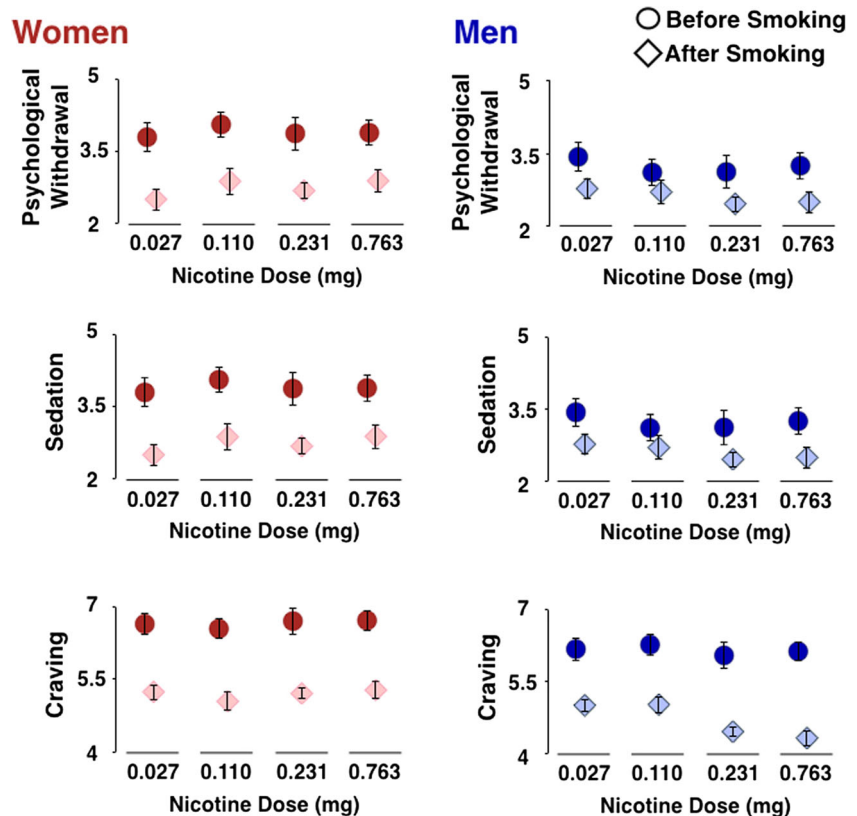 Women
Men
Before Smoking
After Smoking
Psychological
Withdrawal
5
3.5
2
0.027 0.110 0.231 0.763
Nicotine Dose (mg)
Psychological
Withdrawal
5
3.5
2
0.027 0.110 0.231 0.763
Nicotine Dose (mg)
Sedation
5
3.5
2
0.027 0.110 0.231 0.763
Nicotine Dose (mg)
Sedation
5
3.5
2
0.027 0.110 0.231 0.763
Nicotine Dose (mg)
Craving
7
5.5
4
0.027 0.110 0.231 0.763
Nicotine Dose (mg)
Craving
7
5.5
4
0.027 0.110 0.231 0.763
Nicotine Dose (mg)